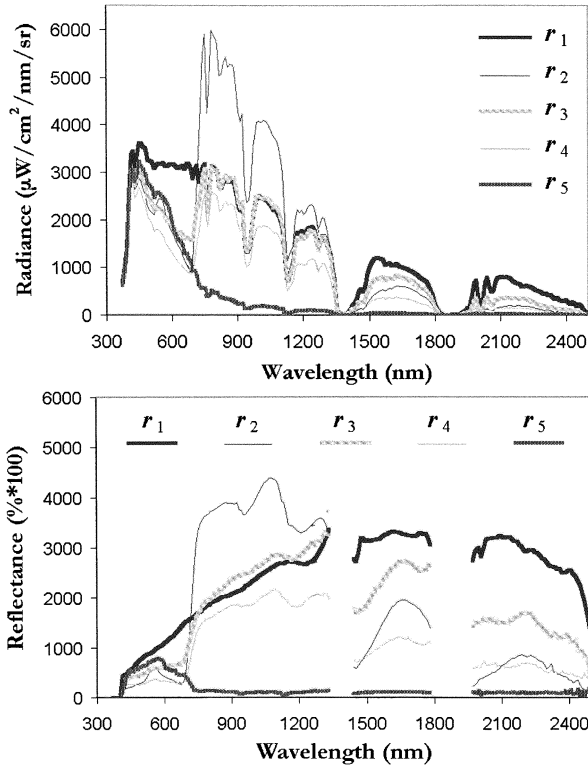 Radiance (µW/cm²/nm/sr)
6000
5000
4000
3000
2000
1000
0
r₁
r₂
r₃
r₄
r₅
300 600 900 1200 1500 1800 2100 2400
Wavelength (nm)
Reflectance (%*100)
6000
5000
4000
3000
2000
1000
0
r₁ r₂ r₃ r₄ r₅
300 600 900 1200 1500 1800 2100 2400
Wavelength (nm)